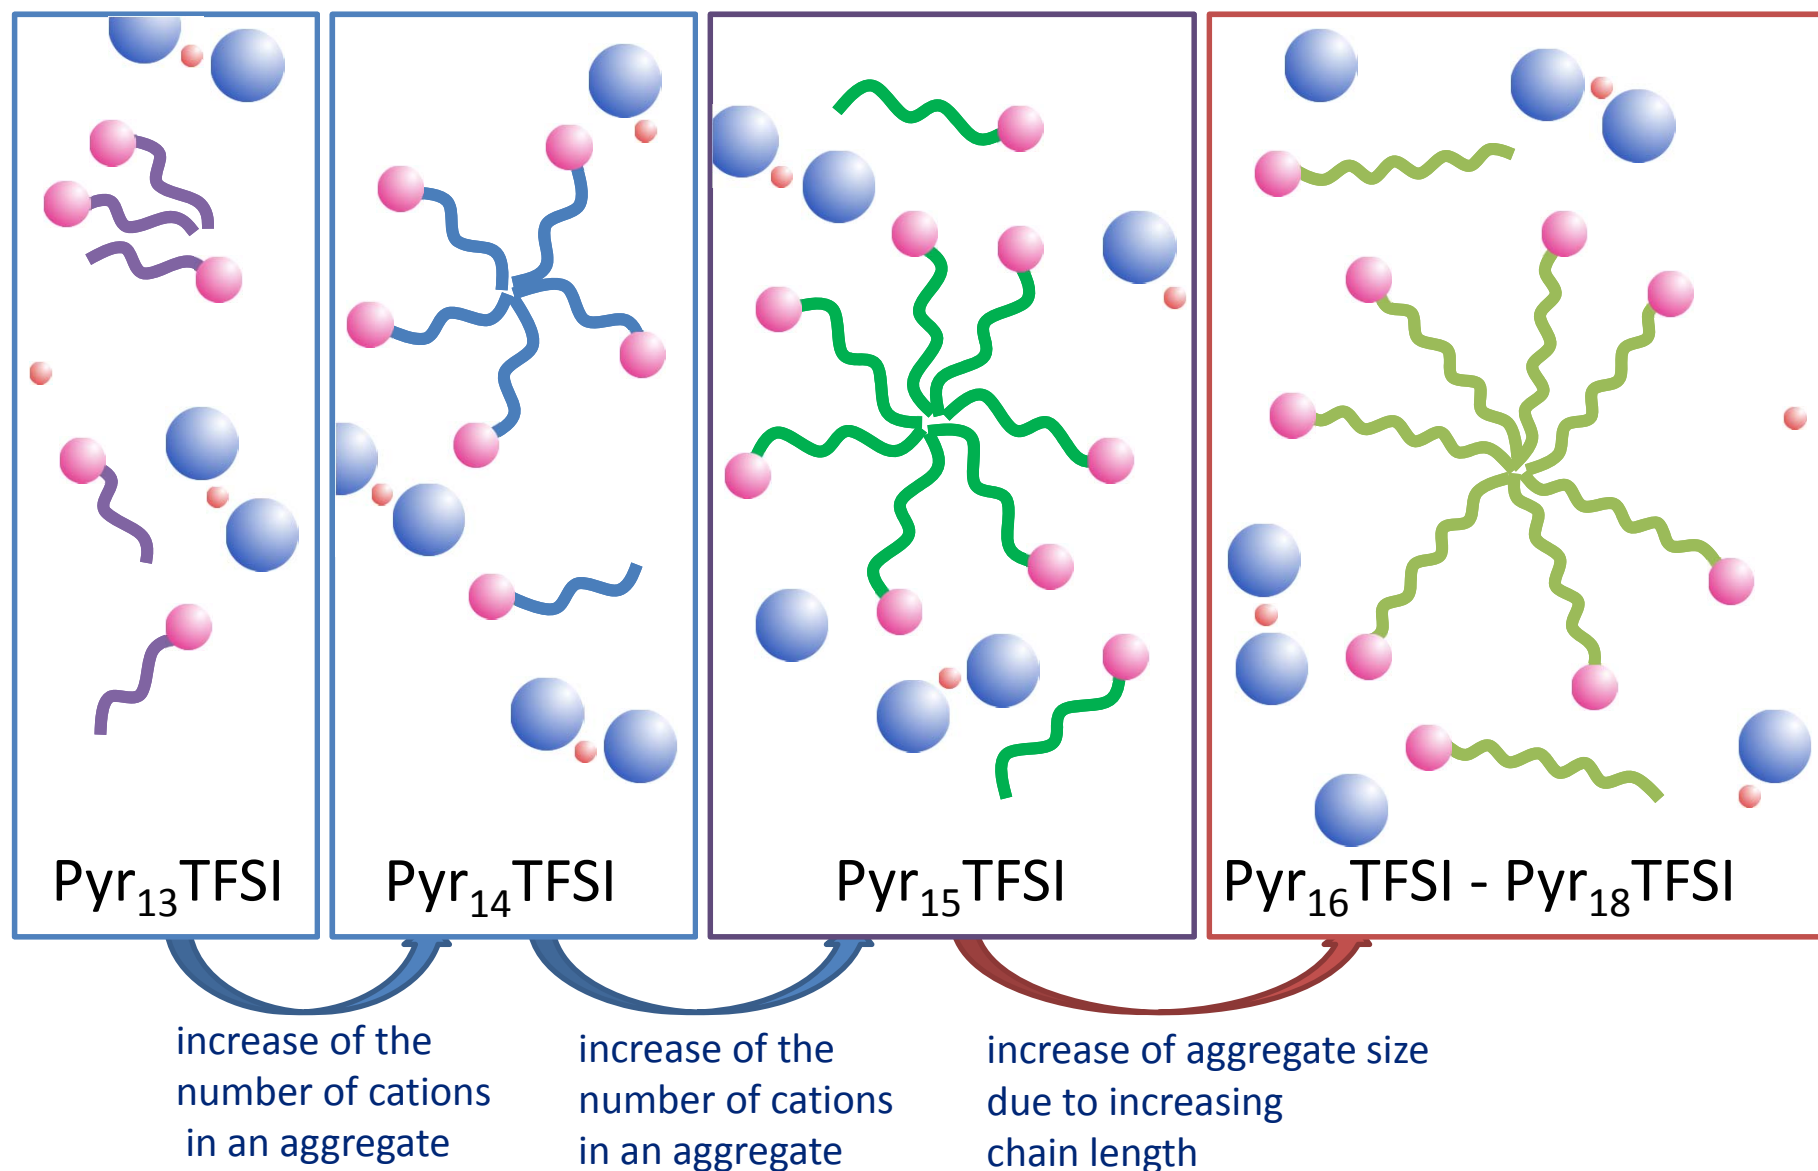 Pyr₁₃TFSI
Pyr₁₄TFSI
Pyr₁₅TFSI
Pyr₁₆TFSI - Pyr₁₈TFSI
increase of the
number of cations
in an aggregate
increase of the
number of cations
in an aggregate
increase of aggregate size
due to increasing
chain length